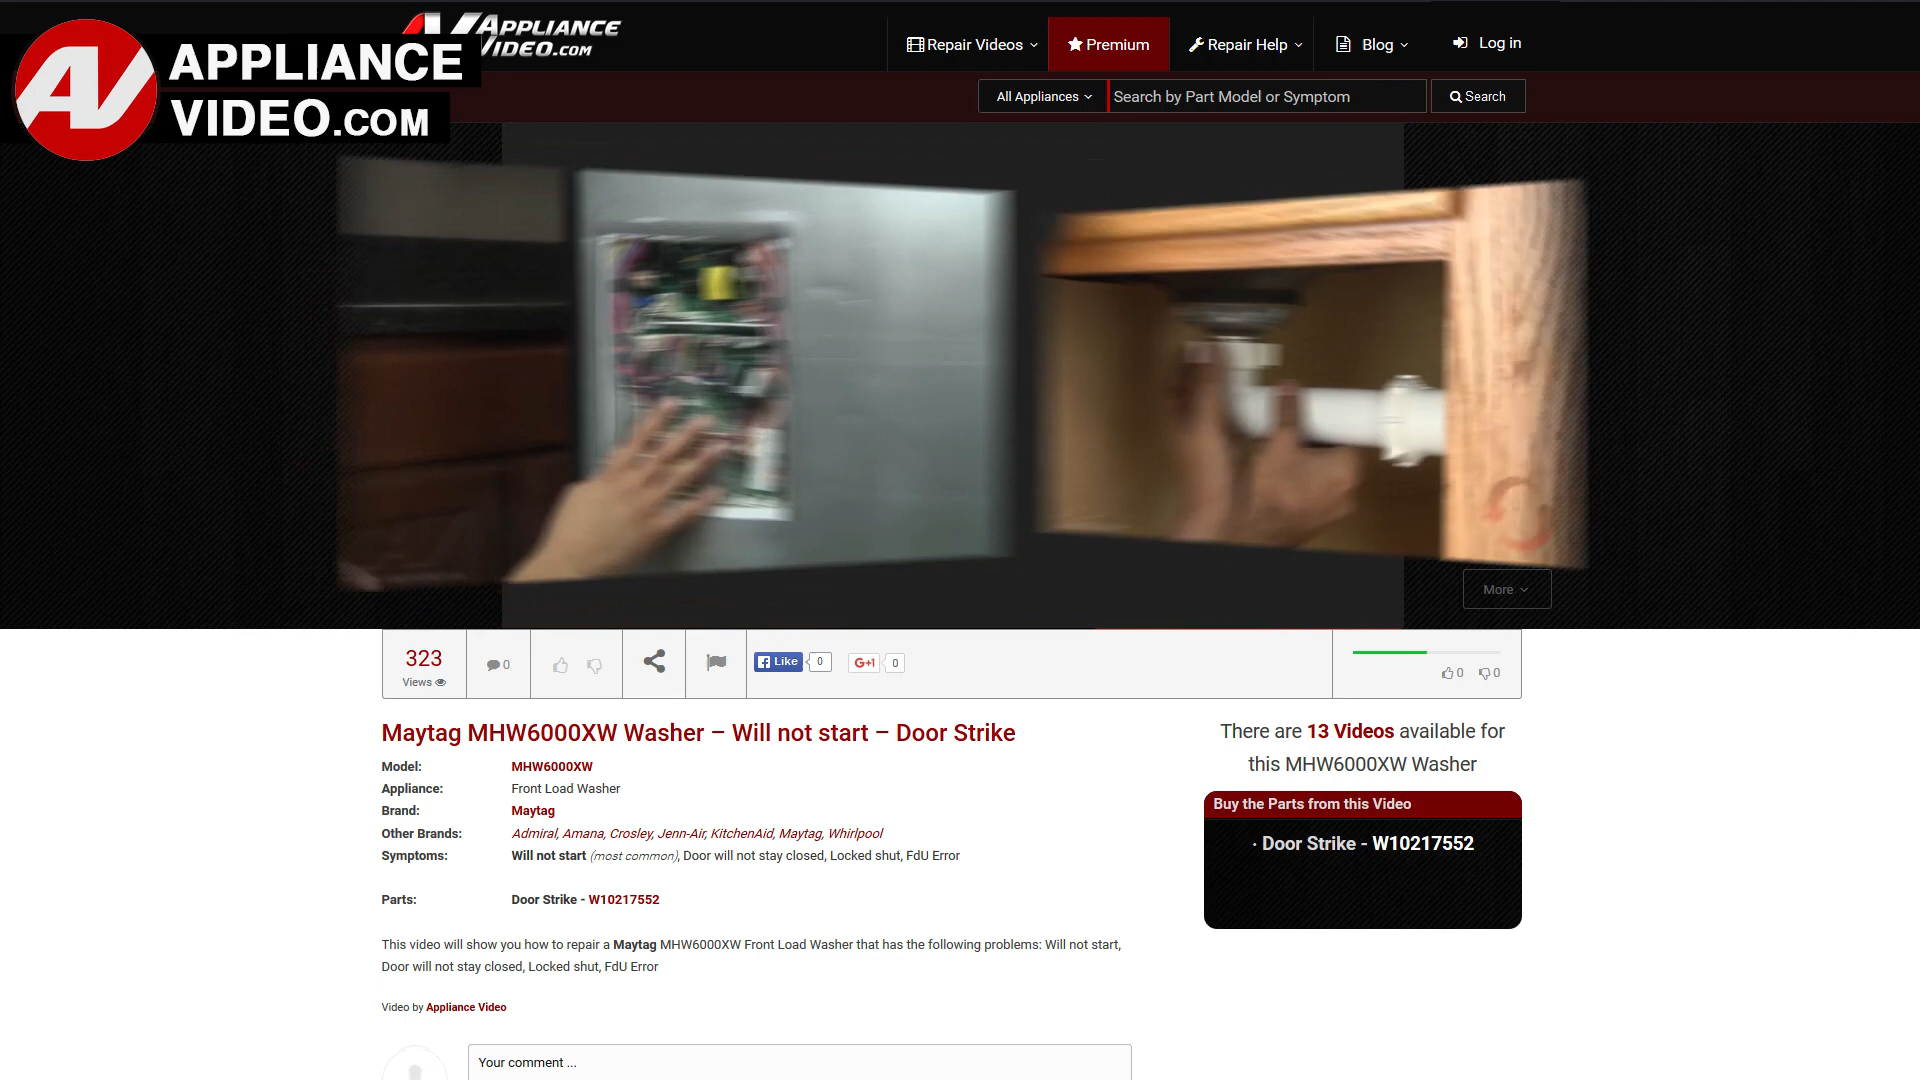 APPLIANCE
VIDEO.COM
APPLIANCE
VIDEO.COM
Repair Videos
Premium
Repair Help
Blog
Log in
All Appliances
Search by Part Model or Symptom
Search
More
323
Views
0
Like
0
G+1
0
0
0
Maytag MHW6000XW Washer – Will not start – Door Strike
Model: MHW6000XW
Appliance: Front Load Washer
Brand: Maytag
Other Brands: Admiral, Amana, Crosley, Jenn-Air, KitchenAid, Maytag, Whirlpool
Symptoms: Will not start (most common), Door will not stay closed, Locked shut, FdU Error
Parts: Door Strike - W10217552
This video will show you how to repair a Maytag MHW6000XW Front Load Washer that has the following problems: Will not start,
Door will not stay closed, Locked shut, FdU Error
Video by Appliance Video
Your comment ...
There are 13 Videos available for
this MHW6000XW Washer
Buy the Parts from this Video
· Door Strike - W10217552